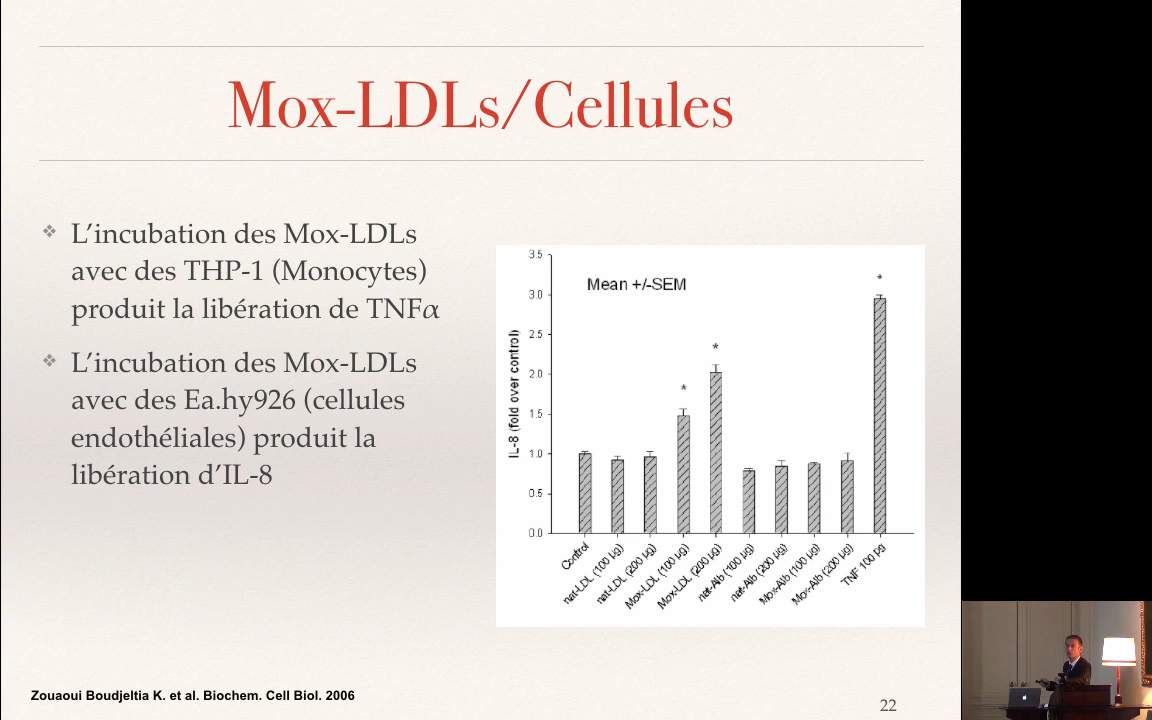 Mox-LDLs/Cellules
❖ L’incubation des Mox-LDLs
avec des THP-1 (Monocytes)
produit la libération de TNFα
❖ L’incubation des Mox-LDLs
avec des Ea.hy926 (cellules
endothéliales) produit la
libération d’IL-8
Mean +/-SEM
IL-8 (fold over control)
3.5
3.0
2.5
2.0
1.5
1.0
0.5
0.0
*
*
*
Control
nat-LDL (100 µg)
nat-LDL (200 µg)
Mox-LDL (100 µg)
Mox-LDL (200 µg)
nat-Alb (100 µg)
nat-Alb (200 µg)
Mox-Alb (100 µg)
Mox-Alb (200 µg)
TNF 100 pg
Zouaoui Boudjeltia K. et al. Biochem. Cell Biol. 2006
22